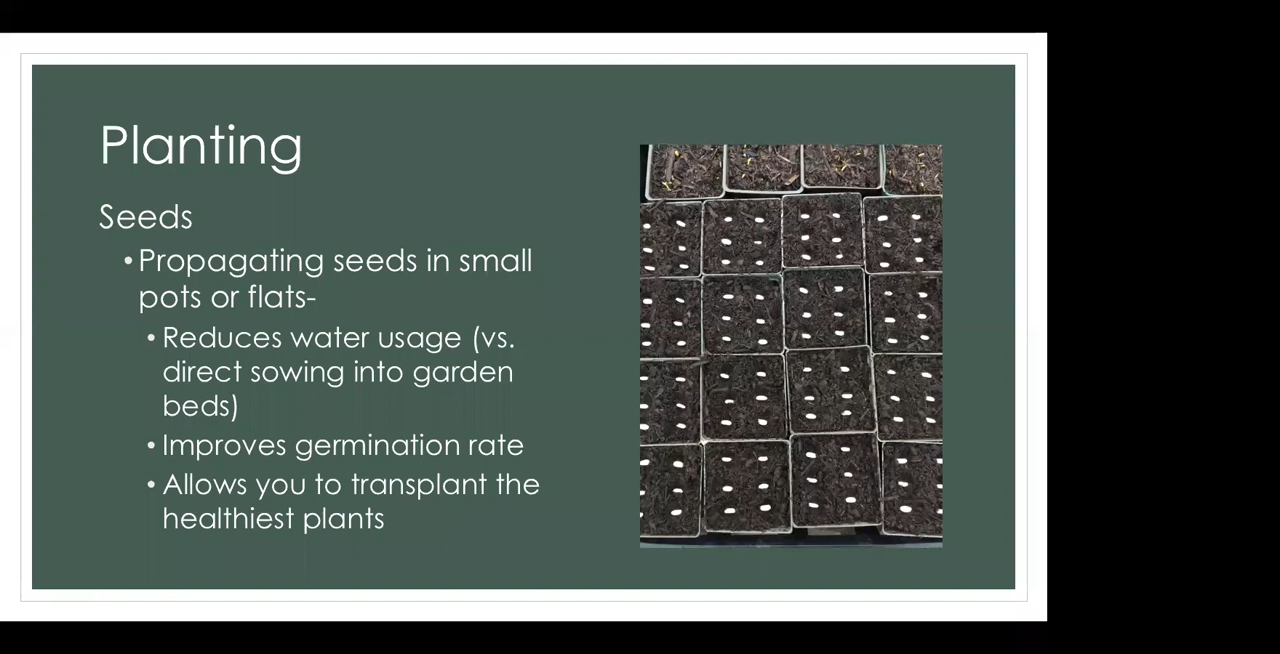 Planting
Seeds
•Propagating seeds in small
pots or flats-
•Reduces water usage (vs.
direct sowing into garden
beds)
•Improves germination rate
•Allows you to transplant the
healthiest plants